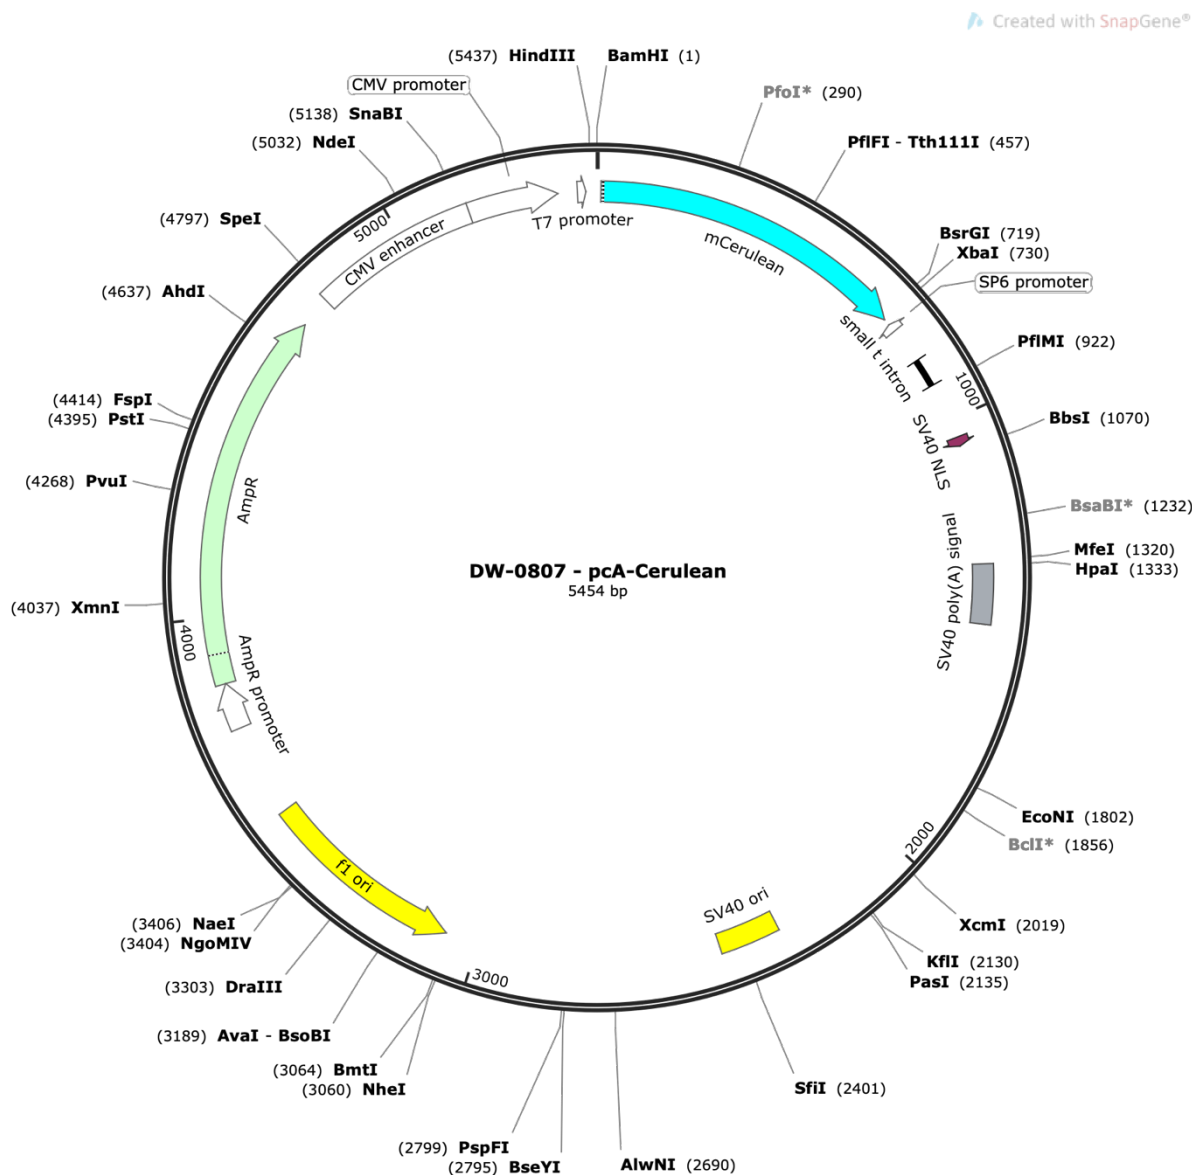 Created with SnapGene®
(5437) HindIII
BamHI (1)
CMV promoter
PfoI* (290)
(5138) SnaBI
(5032) NdeI
PflFI - Tth111I (457)
(4797) SpeI
5000
CMV enhancer
T7 promoter
mCerulean
BsrGI (719)
XbaI (730)
SP6 promoter
(4637) AhdI
small t intron
PflMI (922)
1000
(4414) FspI
(4395) PstI
BbsI (1070)
SV40 NLS
(4268) PvuI
AmpR
BsaBI* (1232)
MfeI (1320)
HpaI (1333)
SV40 poly(A) signal
DW-0807 - pcA-Cerulean
5454 bp
(4037) XmnI
4000
AmpR promoter
EcoNI (1802)
BclI* (1856)
2000
f1 ori
SV40 ori
(3406) NaeI
(3404) NgoMIV
XcmI (2019)
KflI (2130)
PasI (2135)
3000
(3303) DraIII
(3189) AvaI - BsoBI
(3064) BmtI
(3060) NheI
SfiI (2401)
(2799) PspFI
(2795) BseYI
AlwNI (2690)